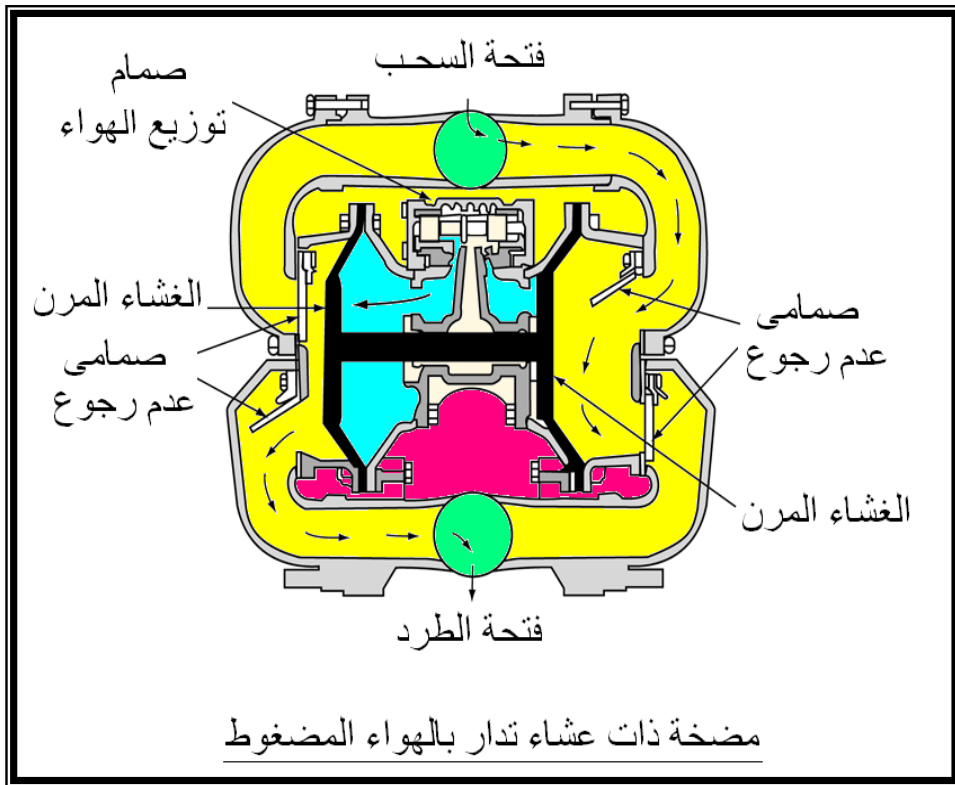 فتحة السحب
صمام
توزيع الهواء
الغشاء المرن
صمامى
عدم رجوع
صمامى
عدم رجوع
الغشاء المرن
فتحة الطرد
مضخة ذات عشاء تدار بالهواء المضغوط